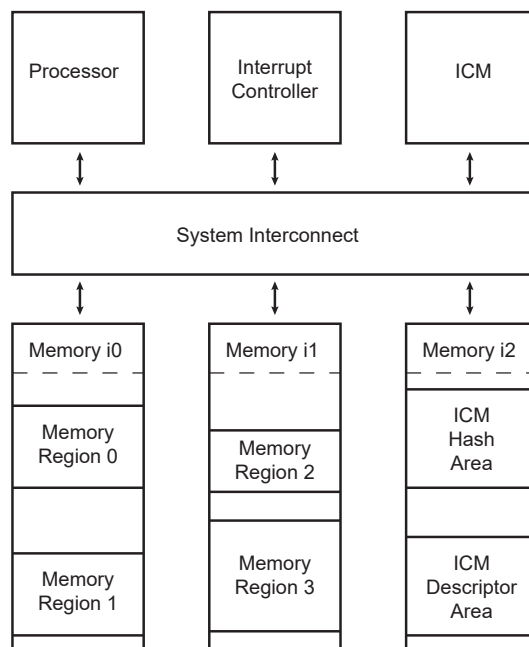 Processor
Interrupt
Controller
ICM
System Interconnect
Memory i0
Memory i1
Memory i2
Memory
Region 0
Memory
Region 2
ICM
Hash
Area
Memory
Region 1
Memory
Region 3
ICM
Descriptor
Area